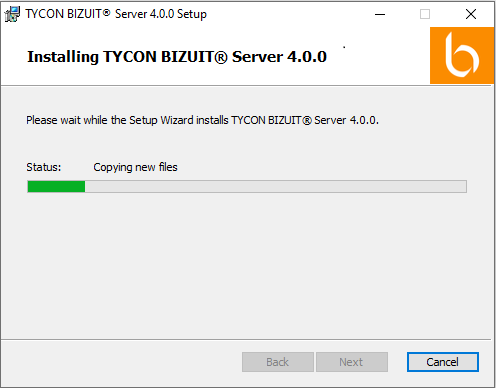 TYCON BIZUIT® Server 4.0.0 Setup
Installing TYCON BIZUIT® Server 4.0.0
Please wait while the Setup Wizard installs TYCON BIZUIT® Server 4.0.0.
Status: Copying new files
Back Next Cancel